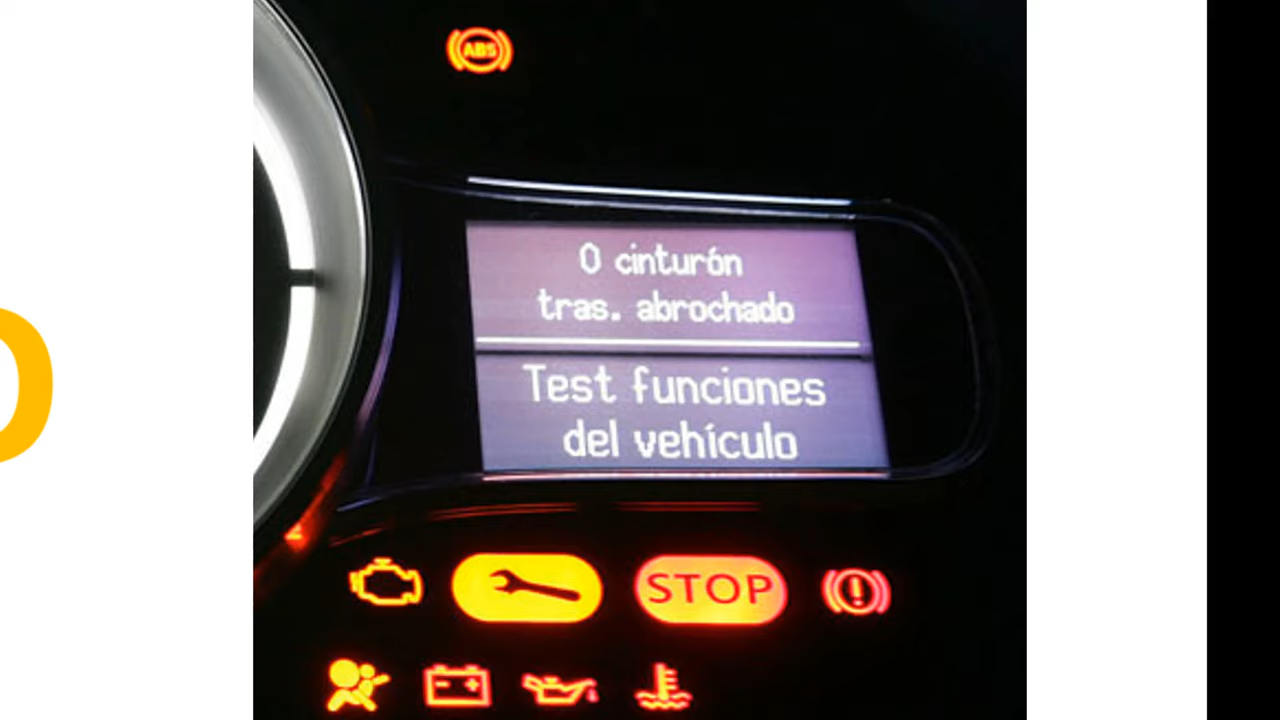 ABS
0 cinturón
tras. abrochado
Test funciones
del vehículo
STOP